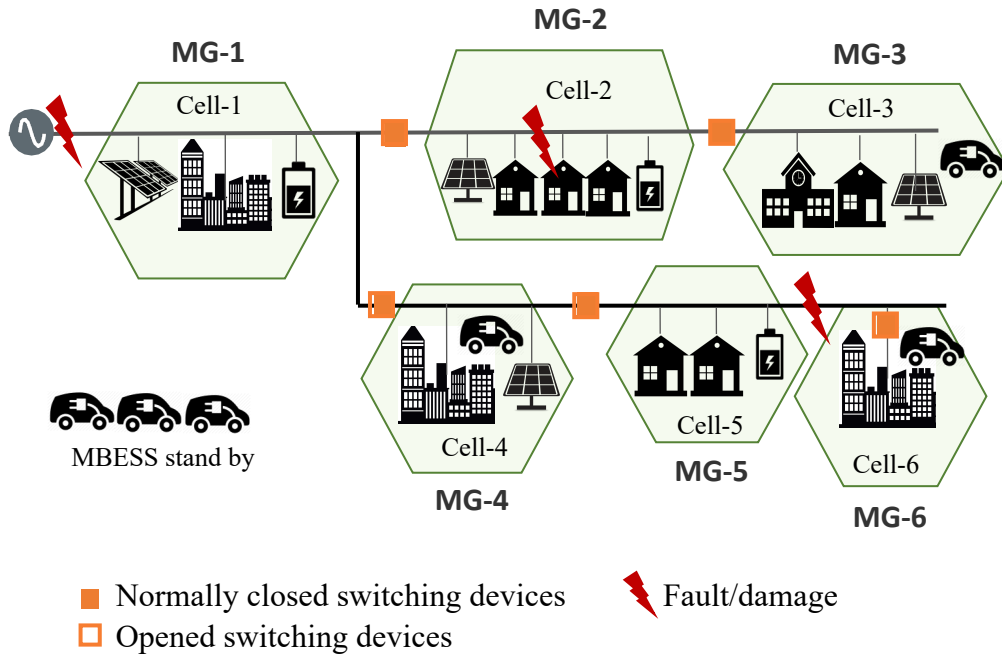 MG-1
MG-2
MG-3
Cell-1
Cell-2
Cell-3
Cell-4
Cell-5
Cell-6
MG-4
MG-5
MG-6
MBESS stand by
Normally closed switching devices
Fault/damage
Opened switching devices